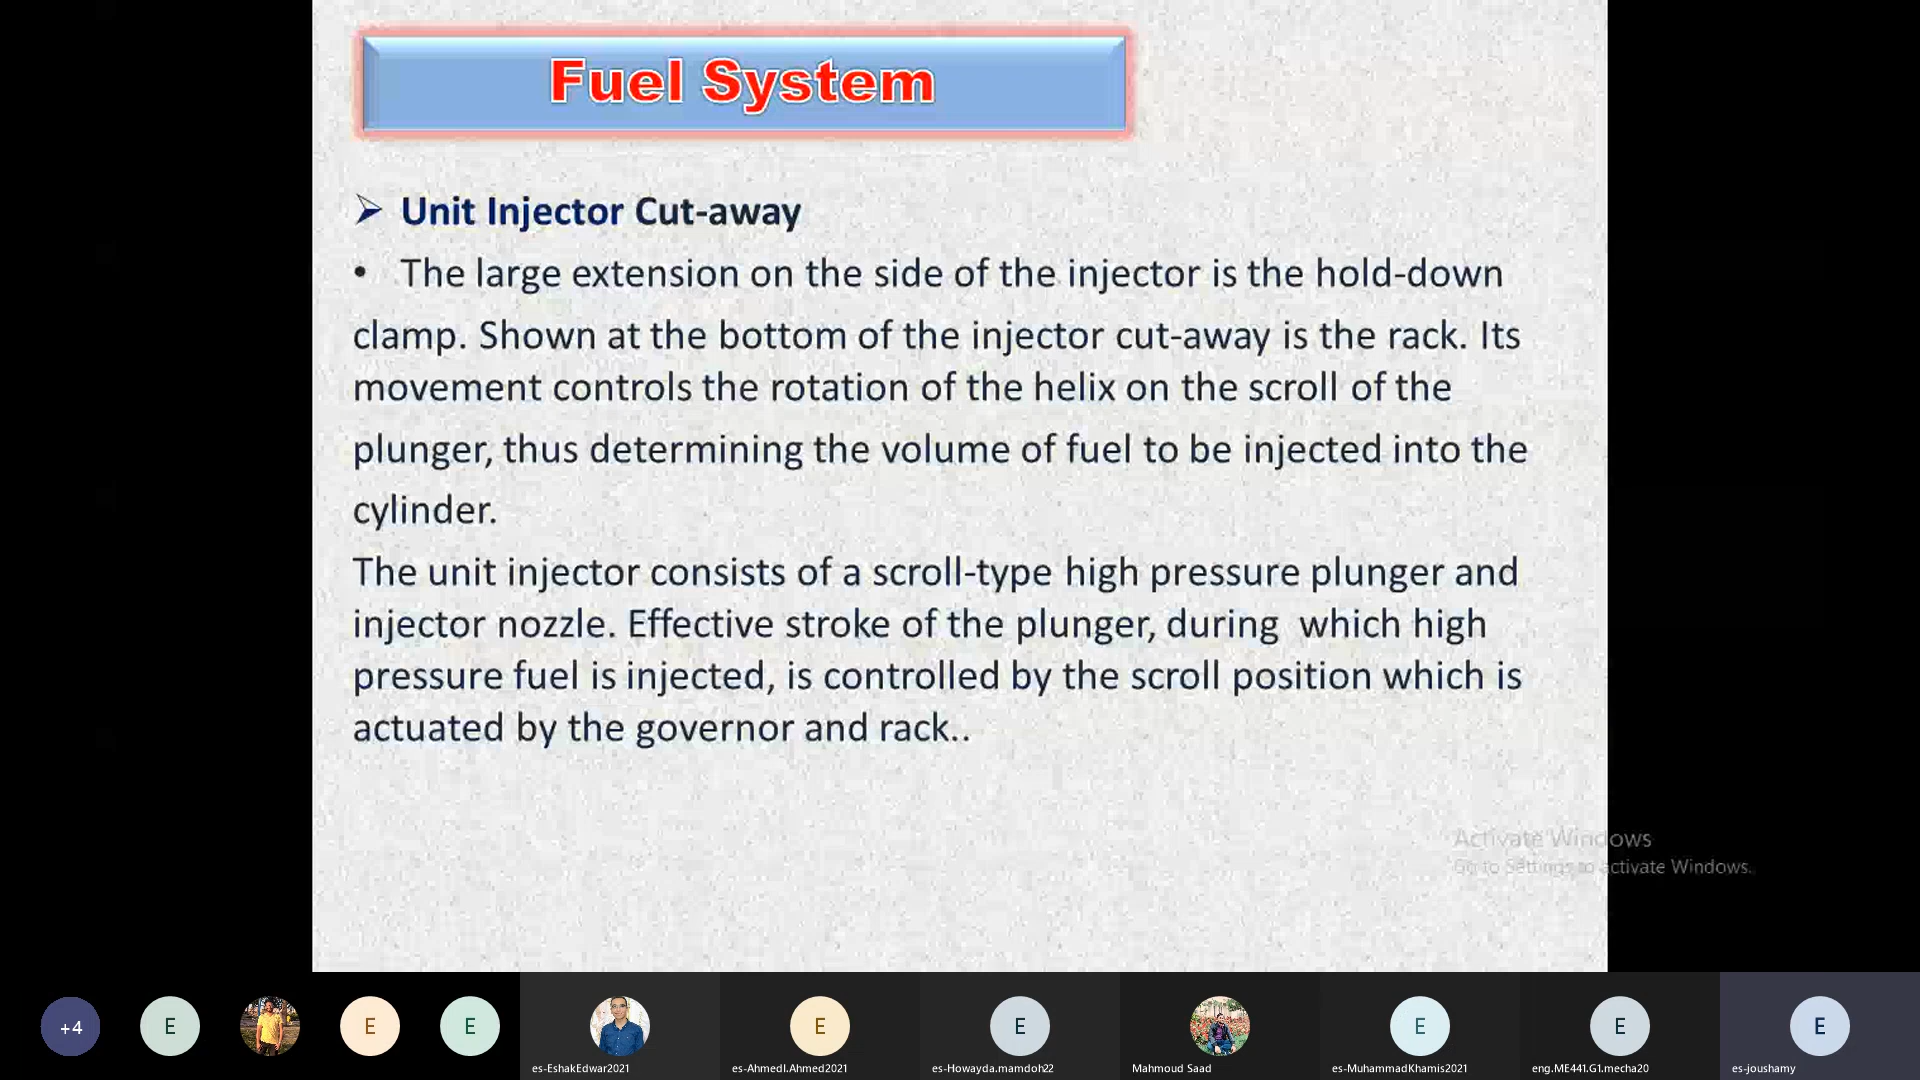 Fuel System
➢ Unit Injector Cut-away
• The large extension on the side of the injector is the hold-down
clamp. Shown at the bottom of the injector cut-away is the rack. Its
movement controls the rotation of the helix on the scroll of the
plunger, thus determining the volume of fuel to be injected into the
cylinder.
The unit injector consists of a scroll-type high pressure plunger and
injector nozzle. Effective stroke of the plunger, during  which high
pressure fuel is injected, is controlled by the scroll position which is
actuated by the governor and rack..
Activate Windows
Go to Settings to activate Windows.
+4 E E E E E E E E
es-EshakEdwar2021 es-AhmedI.Ahmed2021 es-Howayda.mamdoh22 Mahmoud Saad es-MuhammadKhamis2021 eng.ME441.G1.mecha20 es-joushamy